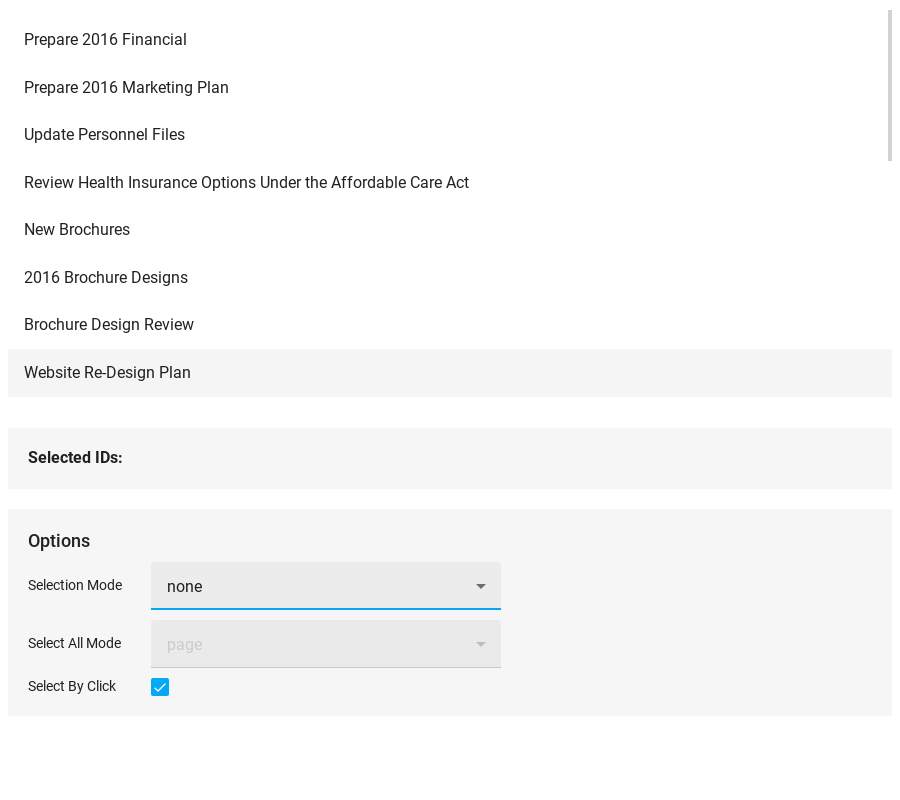 Prepare 2016 Financial
Prepare 2016 Marketing Plan
Update Personnel Files
Review Health Insurance Options Under the Affordable Care Act
New Brochures
2016 Brochure Designs
Brochure Design Review
Website Re-Design Plan
Selected IDs:
Options
Selection Mode none
Select All Mode page
Select By Click